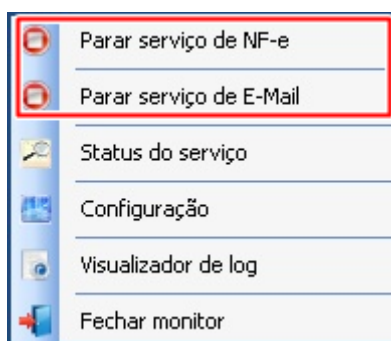 Parar serviço de NF-e
Parar serviço de E-Mail
Status do serviço
Configuração
Visualizador de log
Fechar monitor